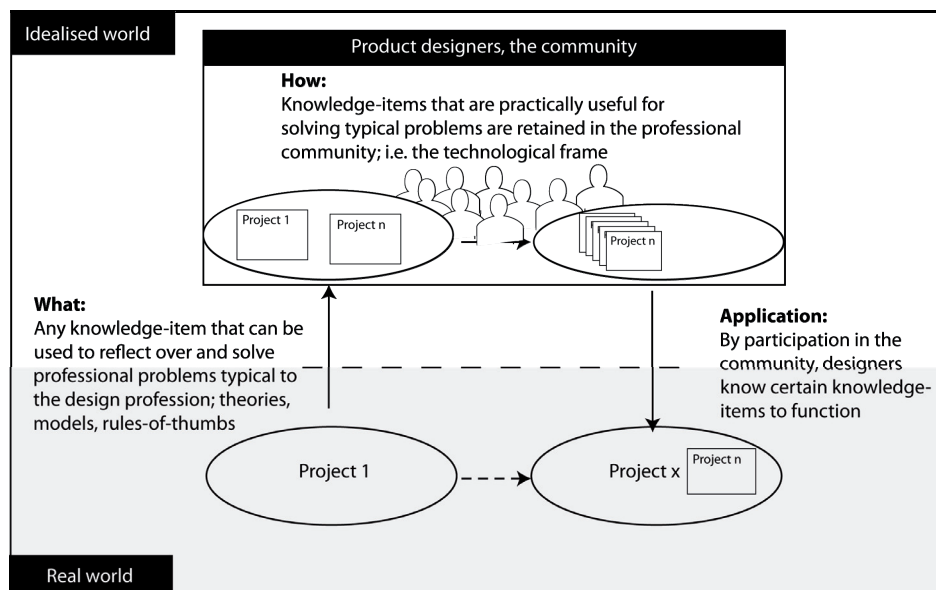 Idealised world
Product designers, the community
How:
Knowledge-items that are practically useful for
solving typical problems are retained in the professional
community; i.e. the technological frame
Project 1
Project n
Project n
What:
Any knowledge-item that can be
used to reflect over and solve
professional problems typical to
the design profession; theories,
models, rules-of-thumbs
Application:
By participation in the
community, designers
know certain knowledge-
items to function
Project 1
Project x
Project n
Real world